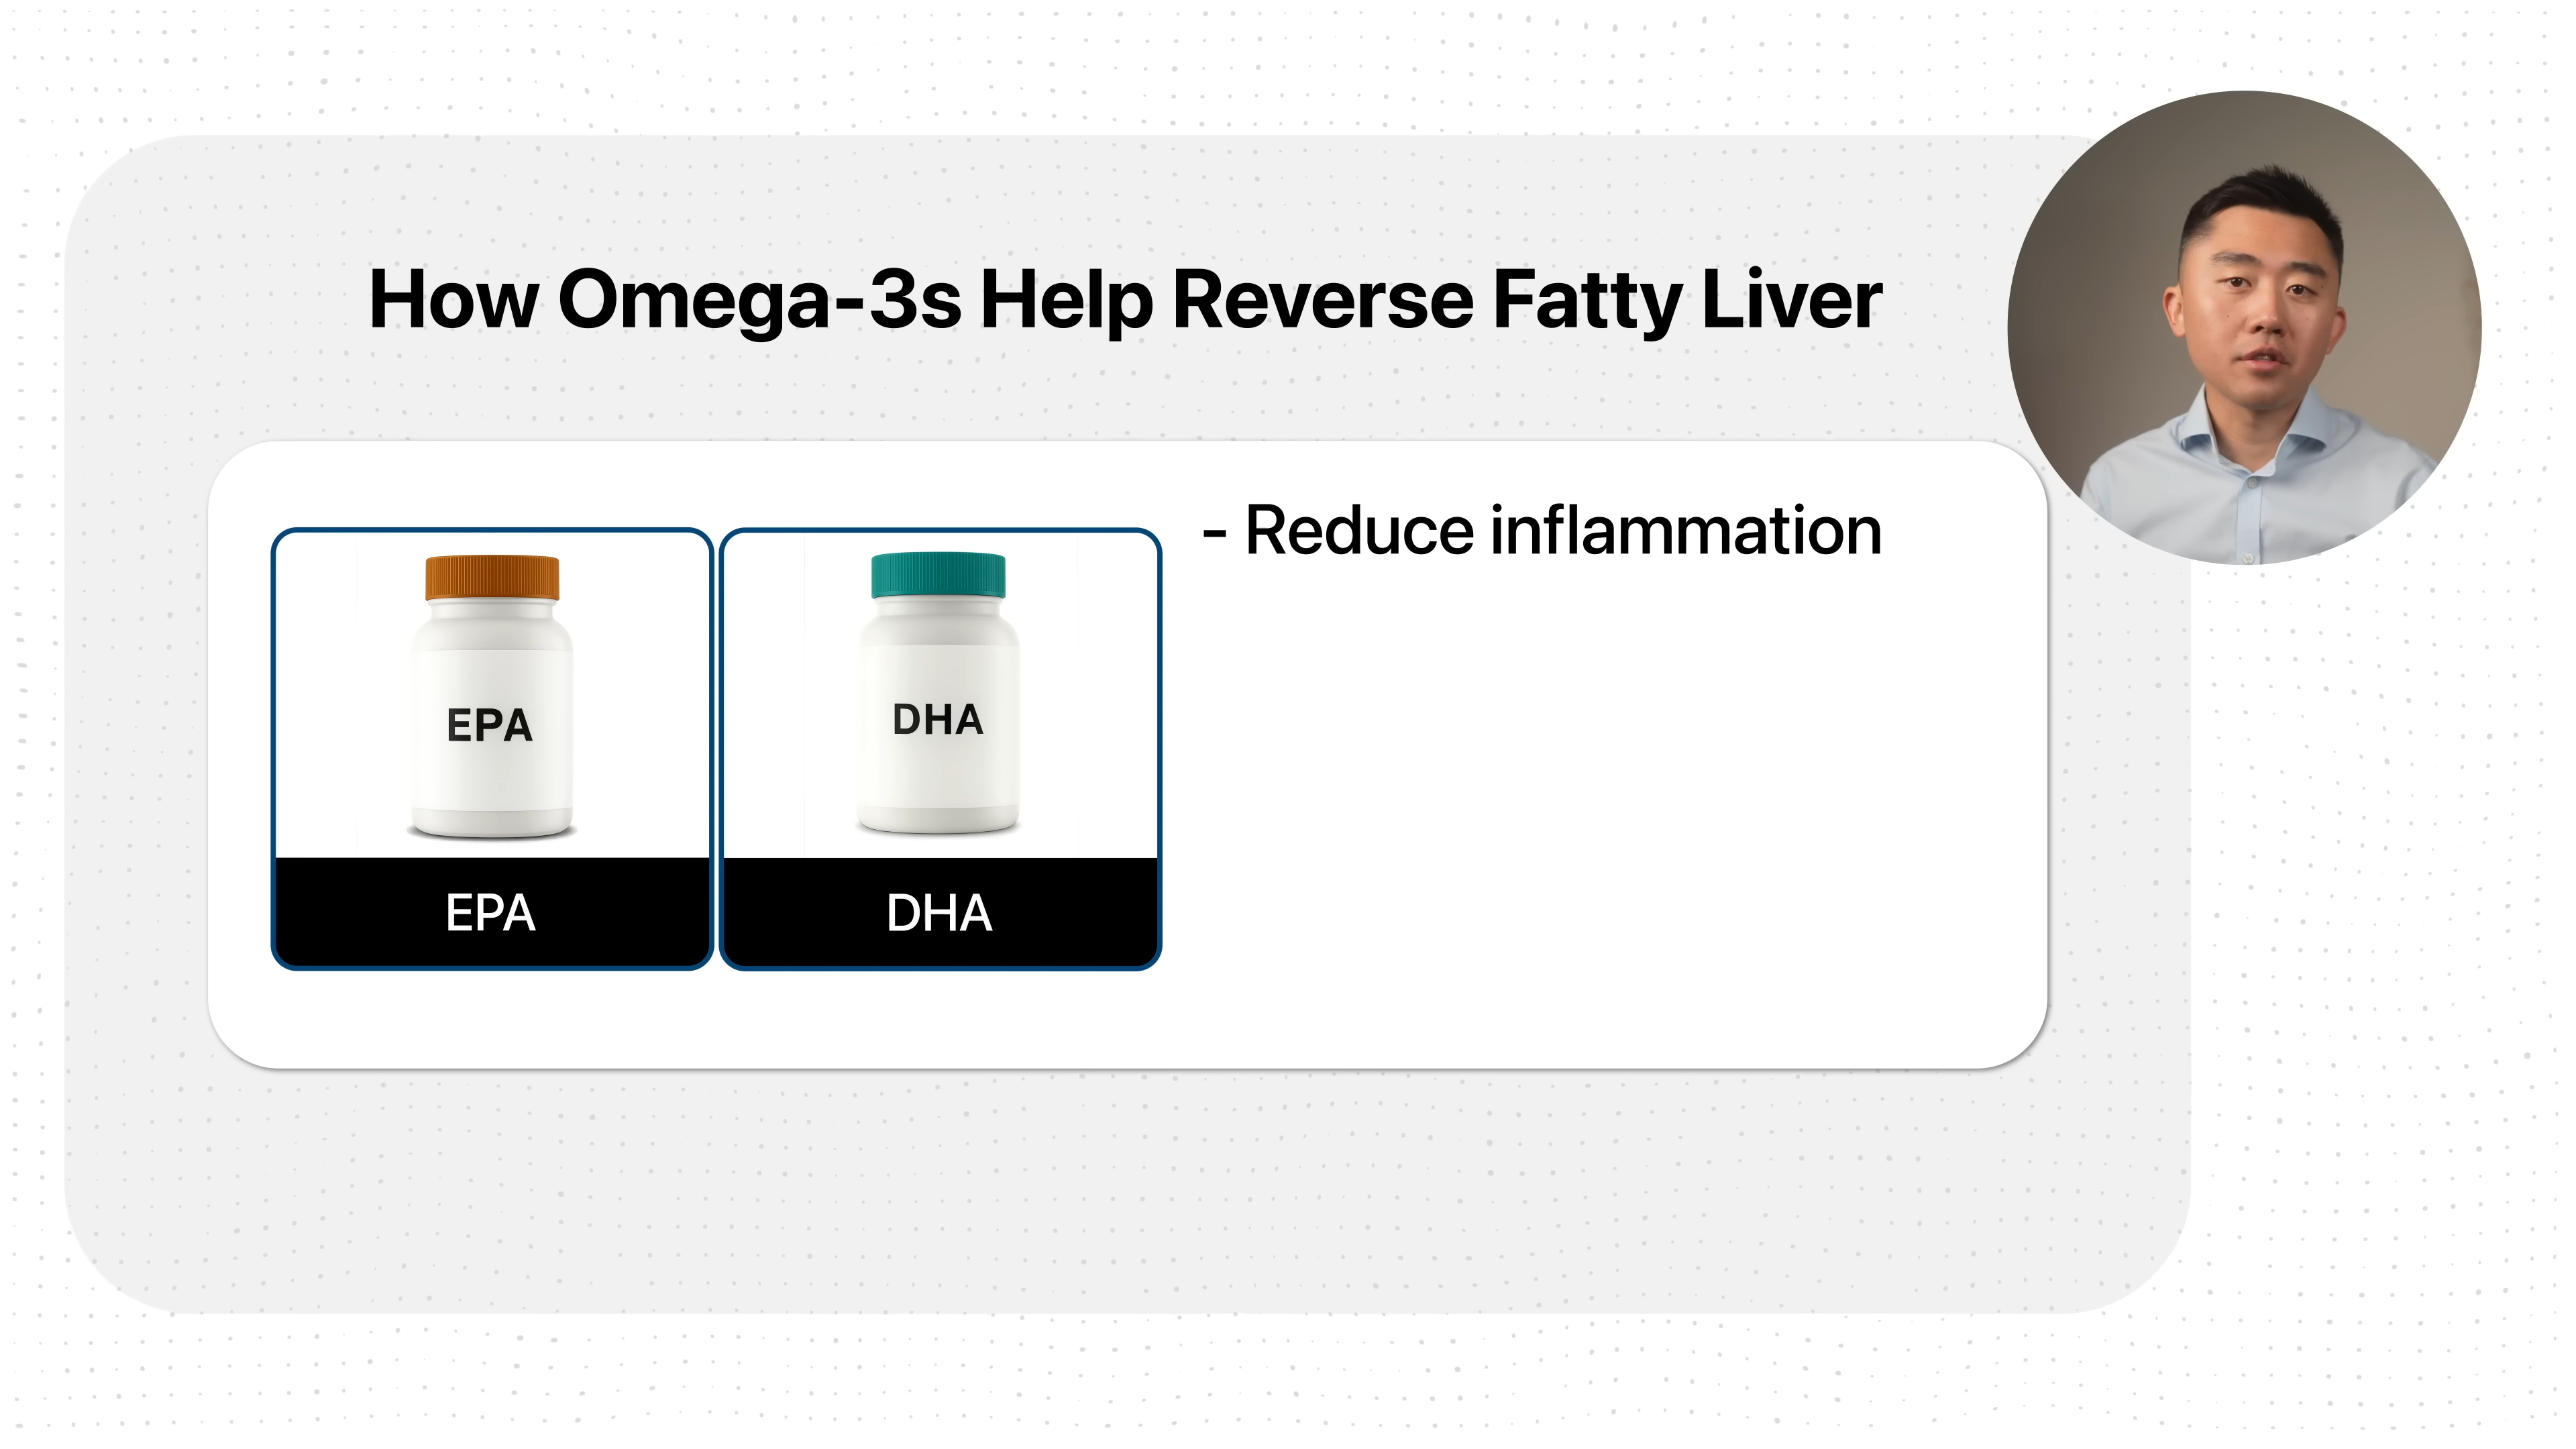 How Omega-3s Help Reverse Fatty Liver
- Reduce inflammation
EPA
DHA
EPA
DHA